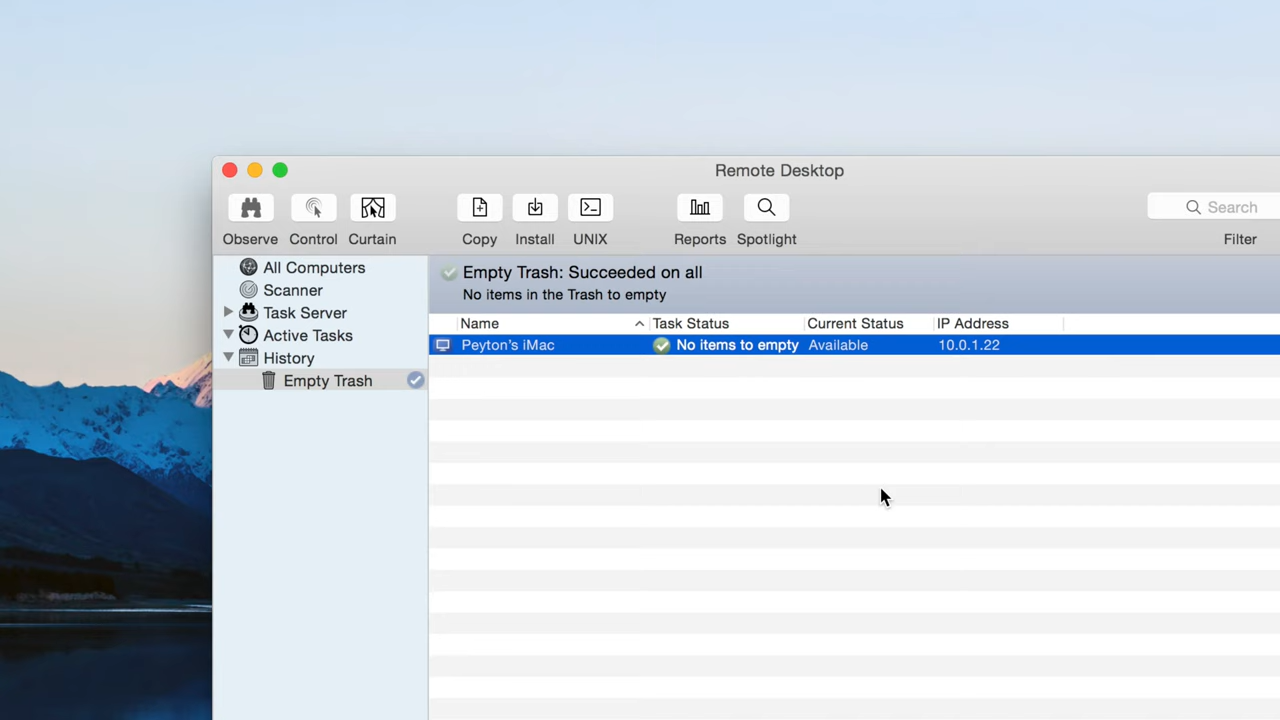 Remote Desktop
Observe Control Curtain Copy Install UNIX Reports Spotlight
Search
Filter
All Computers
Scanner
Task Server
Active Tasks
History
Empty Trash
Empty Trash: Succeeded on all
No items in the Trash to empty
Name Task Status Current Status IP Address
Peyton's iMac No items to empty Available 10.0.1.22